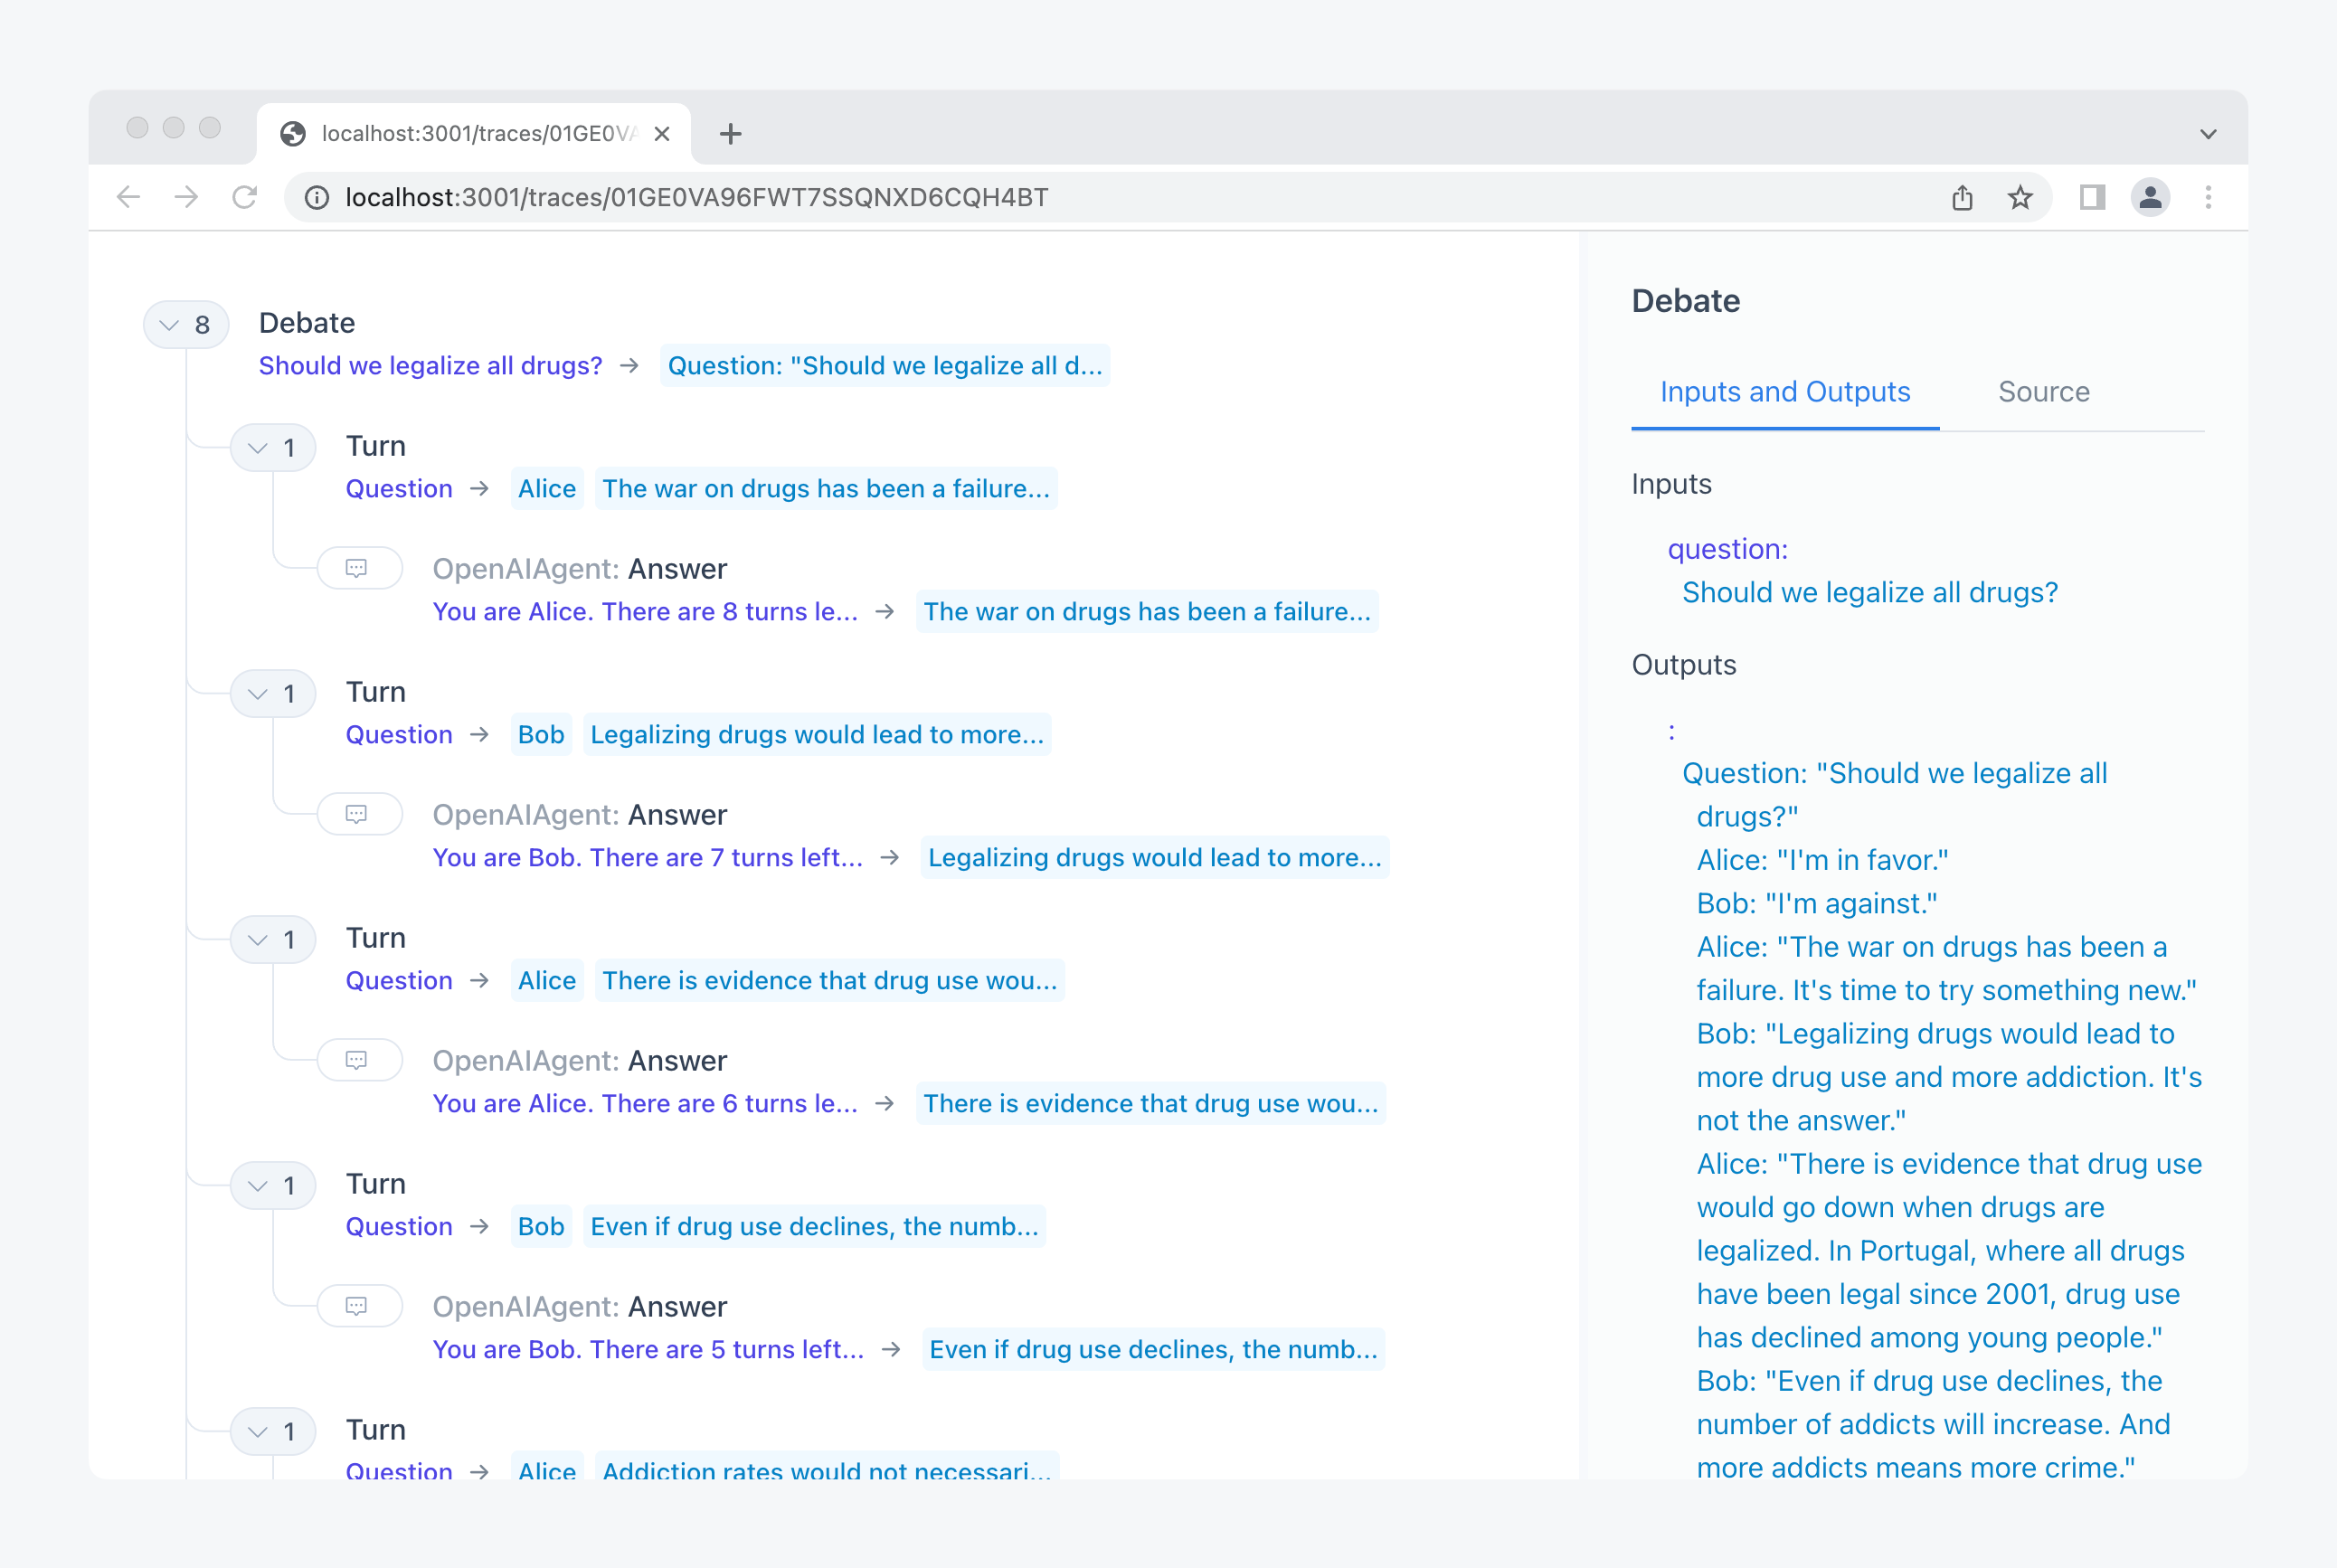 localhost:3001/traces/01GE0VA
localhost:3001/traces/01GE0VA96FWT7SSQNXD6CQH4BT
8 Debate
Should we legalize all drugs? → Question: "Should we legalize all d...
1 Turn
Question → Alice The war on drugs has been a failure...
OpenAIAgent: Answer
You are Alice. There are 8 turns le... → The war on drugs has been a failure...
1 Turn
Question → Bob Legalizing drugs would lead to more...
OpenAIAgent: Answer
You are Bob. There are 7 turns left... → Legalizing drugs would lead to more...
1 Turn
Question → Alice There is evidence that drug use wou...
OpenAIAgent: Answer
You are Alice. There are 6 turns le... → There is evidence that drug use wou...
1 Turn
Question → Bob Even if drug use declines, the numb...
OpenAIAgent: Answer
You are Bob. There are 5 turns left... → Even if drug use declines, the numb...
1 Turn
Question → Alice Addiction rates would not necessari...
Debate
Inputs and Outputs Source
Inputs
question:
Should we legalize all drugs?
Outputs
:
Question: "Should we legalize all
drugs?"
Alice: "I'm in favor."
Bob: "I'm against."
Alice: "The war on drugs has been a
failure. It's time to try something new."
Bob: "Legalizing drugs would lead to
more drug use and more addiction. It's
not the answer."
Alice: "There is evidence that drug use
would go down when drugs are
legalized. In Portugal, where all drugs
have been legal since 2001, drug use
has declined among young people."
Bob: "Even if drug use declines, the
number of addicts will increase. And
more addicts means more crime."